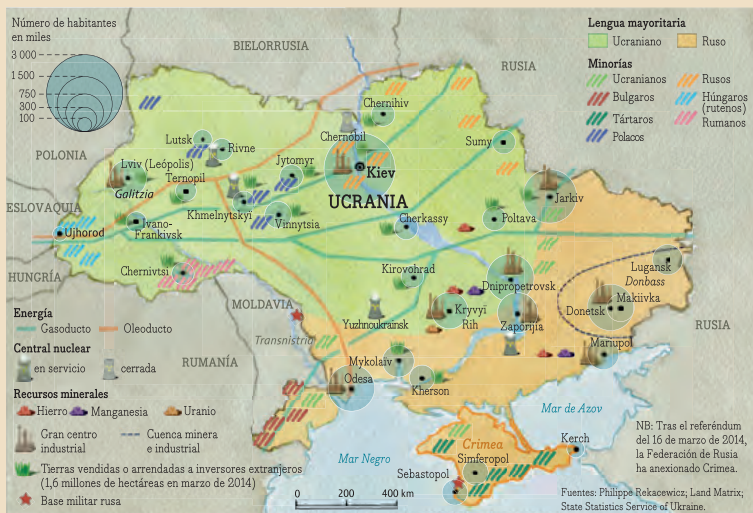 Número de habitantes
en miles
3 000
1 500
750
300
100
BIELORRUSIA
RUSIA
POLONIA
ESLOVAQUIA
HUNGRÍA
MOLDAVIA
RUMANÍA
RUSIA
Lengua mayoritaria
Ucraniano
Ruso
Minorías
Ucranianos
Rusos
Bulgaros
Húngaros
(rutenos)
Tártaros
Rumanos
Polacos
Chernihiv
Chernobil
Lutsk
Rivne
Sumy
Lviv (Leópolis)
Jytomyr
Kiev
Galitzia
Ternopil
UCRANIA
Jarkiv
Khmelnytskyi
Vinnytsia
Cherkassy
Poltava
Ujhorod
Ivano-
Frankivsk
Chernivtsi
Kirovohrad
Dnipropetrovsk
Lugansk
Donbass
Donetsk
Makiivka
Kryvyï
Rih
Yuzhnoukrainsk
Zaporijia
Transnistria
Mariupol
Mykolaïv
Odesa
Kherson
Mar de Azov
Crimea
Kerch
Simferopol
Mar Negro
Sebastopol
Energía
Gasoducto
Oleoducto
Central nuclear
en servicio
cerrada
Recursos minerales
Hierro
Manganesia
Uranio
Gran centro
industrial
Cuenca minera
e industrial
Tierras vendidas o arrendadas a inversores extranjeros
(1,6 millones de hectáreas en marzo de 2014)
Base militar rusa
0 200 400 km
NB: Tras el referéndum
del 16 de marzo de 2014,
la Federación de Rusia
ha anexionado Crimea.
Fuentes: Philippe Rekacewicz; Land Matrix;
State Statistics Service of Ukraine.